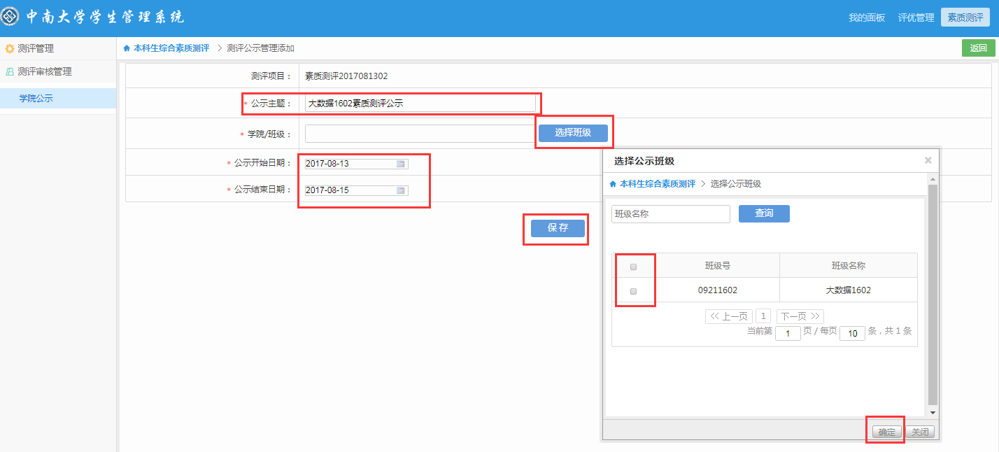 中南大学学生管理系统
我的面板 评优管理 素质测评
测评管理
测评审核管理
学院公示
本科生综合素质测评 > 测评公示管理添加
返回
测评项目: 素质测评2017081302
* 公示主题: 大数据1602素质测评公示
* 学院/班级: 选择班级
* 公示开始日期: 2017-08-13
* 公示结束日期: 2017-08-15
保存
选择公示班级 ×
本科生综合素质测评 > 选择公示班级
班级名称 查询
班级号 班级名称
09211602 大数据1602
<< 上一页 1 下一页 >>
当前第 1 页 / 每页 10 条，共 1 条
确定 关闭